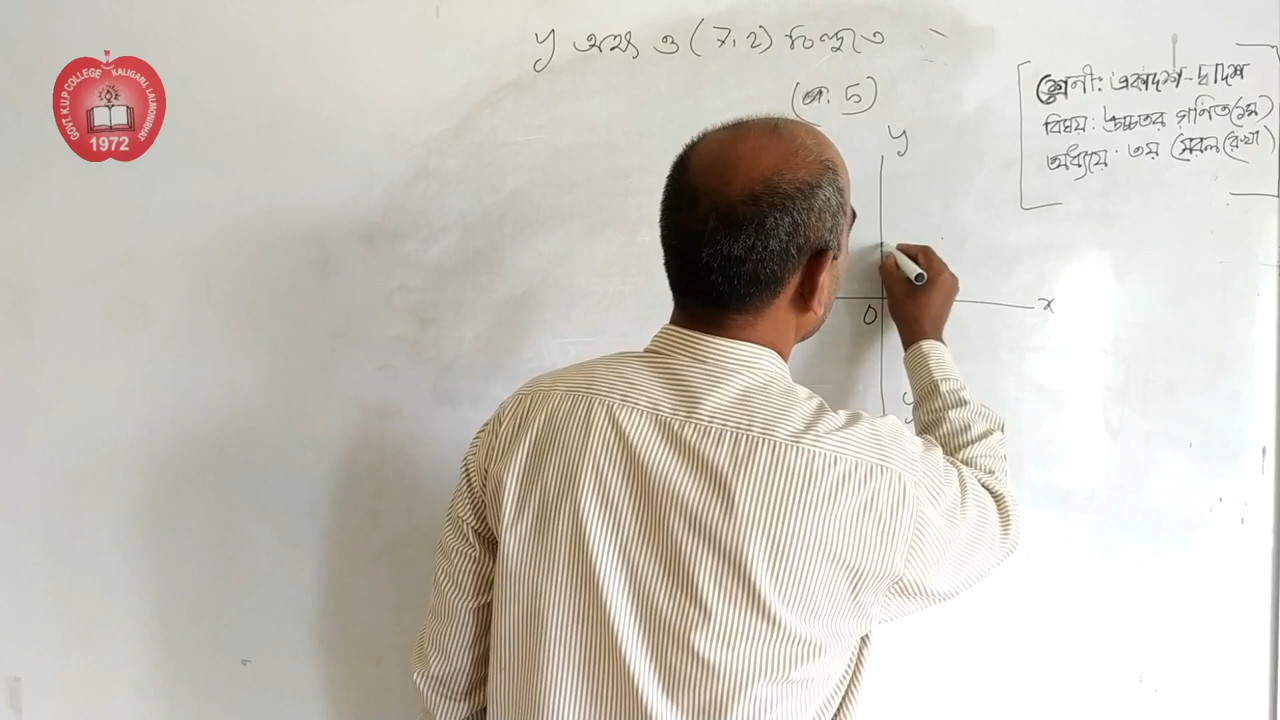 GOVT. K.U.P COLLEGE KALIGANJ, LALMONIRHAT
1972
y অক্ষ ও (7, 2) বিন্দুতে
(a, 5)
শ্রেনী: একাদশ-দ্বাদশ
বিষয়: উচ্চতর গণিত(১ম)
অধ্যায়: ৩য় (সরলরেখা)
y
O
x